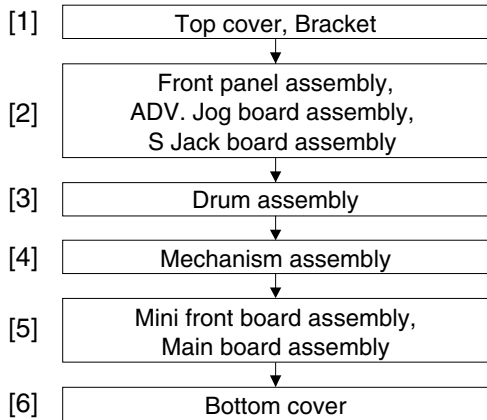 [1] Top cover, Bracket
Front panel assembly,
[2] ADV. Jog board assembly,
S Jack board assembly
[3] Drum assembly
[4] Mechanism assembly
Mini front board assembly,
[5] Main board assembly
[6] Bottom cover